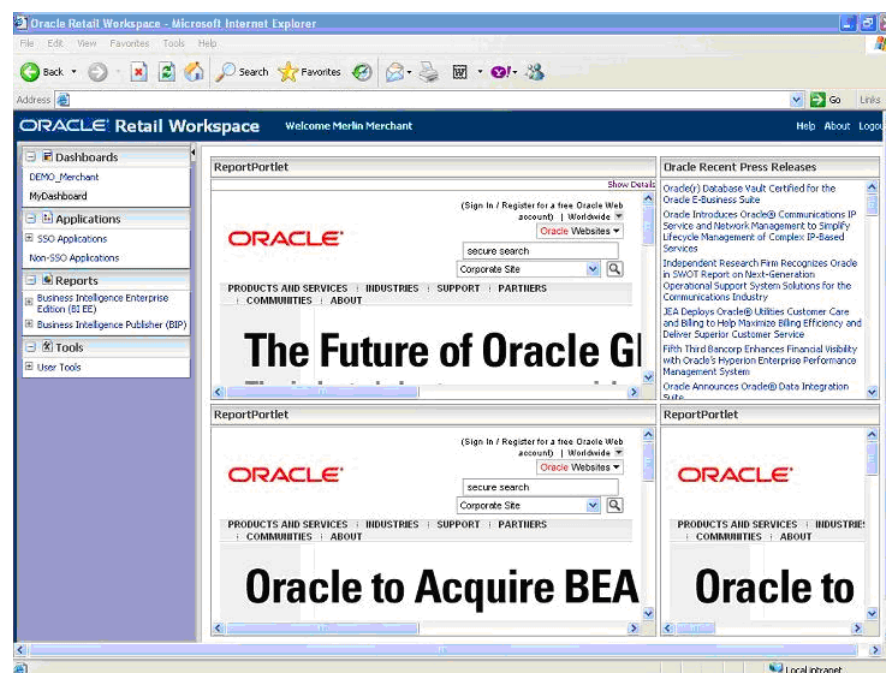 Oracle Retail Workspace - Microsoft Internet Explorer
File Edit View Favorites Tools Help
Back Search Favorites
Address Go Links
ORACLE Retail Workspace Welcome Merlin Merchant Help About Logou
Dashboards
DEMO_Merchant
MyDashboard
Applications
SSO Applications
Non-SSO Applications
Reports
Business Intelligence Enterprise
Edition (BI EE)
Business Intelligence Publisher (BIP)
Tools
User Tools
ReportPortlet
Show Details
(Sign In / Register for a free Oracle Web
account) | Worldwide
ORACLE
Oracle Websites
secure search
Corporate Site
PRODUCTS AND SERVICES INDUSTRIES SUPPORT PARTNERS
COMMUNITIES ABOUT
The Future of Oracle Gl
Oracle Recent Press Releases
Oracle(r) Database Vault Certified for the
Oracle E-Business Suite
Oracle Introduces Oracle® Communications IP
Service and Network Management to Simplify
Lifecycle Management of Complex IP-Based
Services
Independent Research Firm Recognizes Oracle
in SWOT Report on Next-Generation
Operational Support System Solutions for the
Communications Industry
JEA Deploys Oracle® Utilities Customer Care
and Billing to Help Maximize Billing Efficiency and
Deliver Superior Customer Service
Fifth Third Bancorp Enhances Financial Visibility
with Oracle's Hyperion Enterprise Performance
Management System
Oracle Announces Oracle® Data Integration
Suite
ReportPortlet
(Sign In / Register for a free Oracle Web
account) | Worldwide
ORACLE
Oracle Websites
secure search
Corporate Site
PRODUCTS AND SERVICES INDUSTRIES SUPPORT PARTNERS
COMMUNITIES ABOUT
Oracle to Acquire BEA
ReportPortlet
ORACLE
PRODUCTS AND SERVICES INDUSTRIES
COMMUNITIES ABOUT
Oracle to
Local intranet